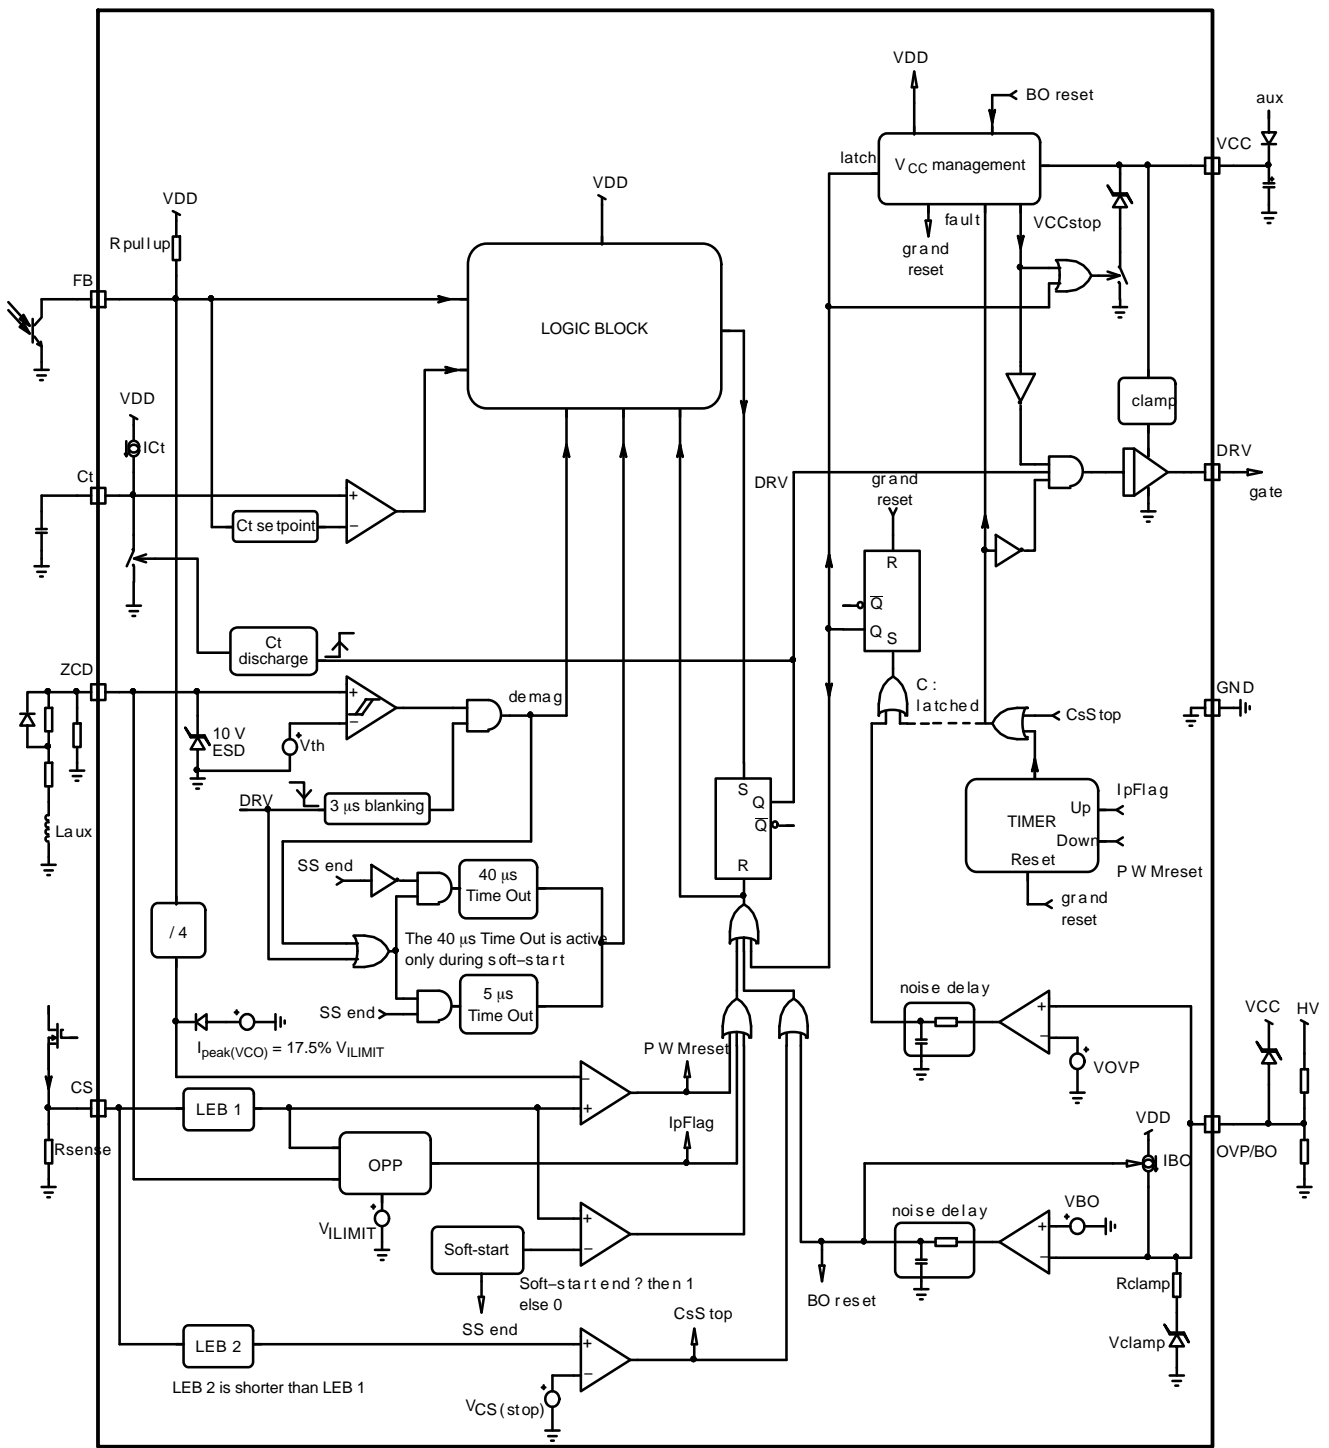 VDD
BO reset
aux
latch
VCC management
VCC
VDD
VDD
fault
VCCstop
grand
reset
Rpullup
FB
LOGIC BLOCK
VDD
clamp
ICt
Ct
DRV
grand
reset
DRV
gate
Ct setpoint
+
−
R
Q
Q
S
Ct
discharge
ZCD
demag
C:
latched
GND
CsStop
+
−
10 V
ESD
Vth
DRV
3 μs blanking
S
Q
Q
R
IpFlag
Up
TIMER
Down
Reset
PWMreset
Laux
SS end
40 μs
Time Out
grand
reset
/ 4
The 40 μs Time Out is active
only during soft−start
SS end
5 μs
Time Out
noise delay
+
−
VOVP
VCC
HV
Ipeak(VCO) = 17.5% VILIMIT
PWMreset
CS
LEB 1
−
+
Rsense
OPP
IpFlag
VDD
IBO
OVP/BO
VILIMIT
noise delay
VBO
+
−
Soft-start
+
−
Soft−start end ? then 1
else 0
BO reset
Rclamp
SS end
CsStop
LEB 2
+
−
Vclamp
LEB 2 is shorter than LEB 1
VCS(stop)